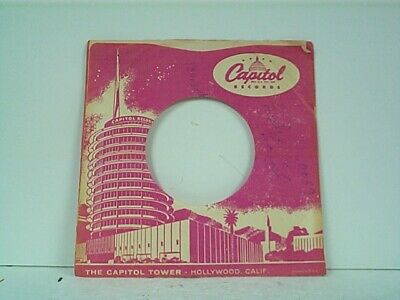 Capitol
RECORDS
CAPITOL RECORDS
THE CAPITOL TOWER • HOLLYWOOD, CALIF.